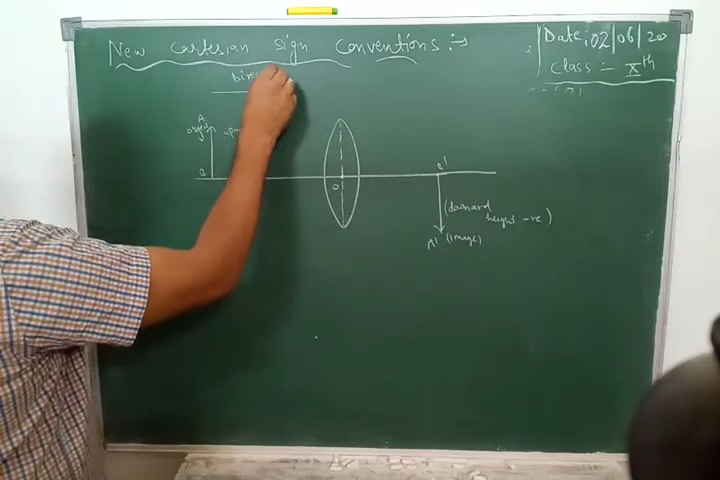 New Cartesian Sign Conventions :-
Date: 02/06/20
Class :- Xth
A
object
B
O
B'
(downward
height -ve)
A' (image)